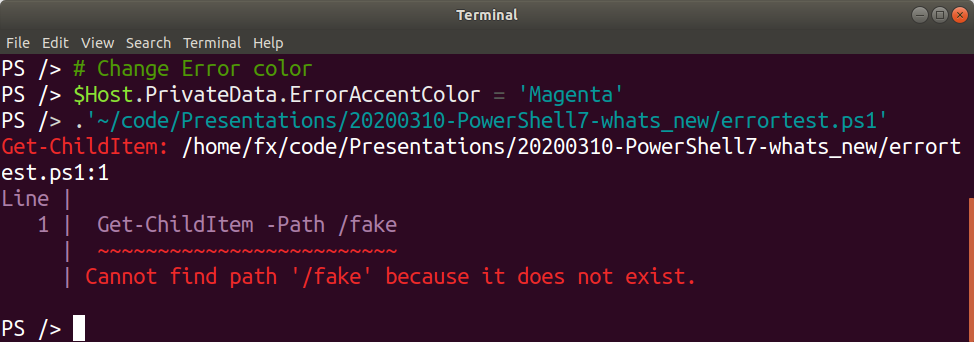 Terminal
File Edit View Search Terminal Help
PS /> # Change Error color
PS /> $Host.PrivateData.ErrorAccentColor = 'Magenta'
PS /> .'~/code/Presentations/20200310-PowerShell7-whats_new/errortest.ps1'
Get-ChildItem: /home/fx/code/Presentations/20200310-PowerShell7-whats_new/errort
est.ps1:1
Line |
   1 |  Get-ChildItem -Path /fake
     |  ~~~~~~~~~~~~~~~~~~~~~~~~~
     | Cannot find path '/fake' because it does not exist.
PS />